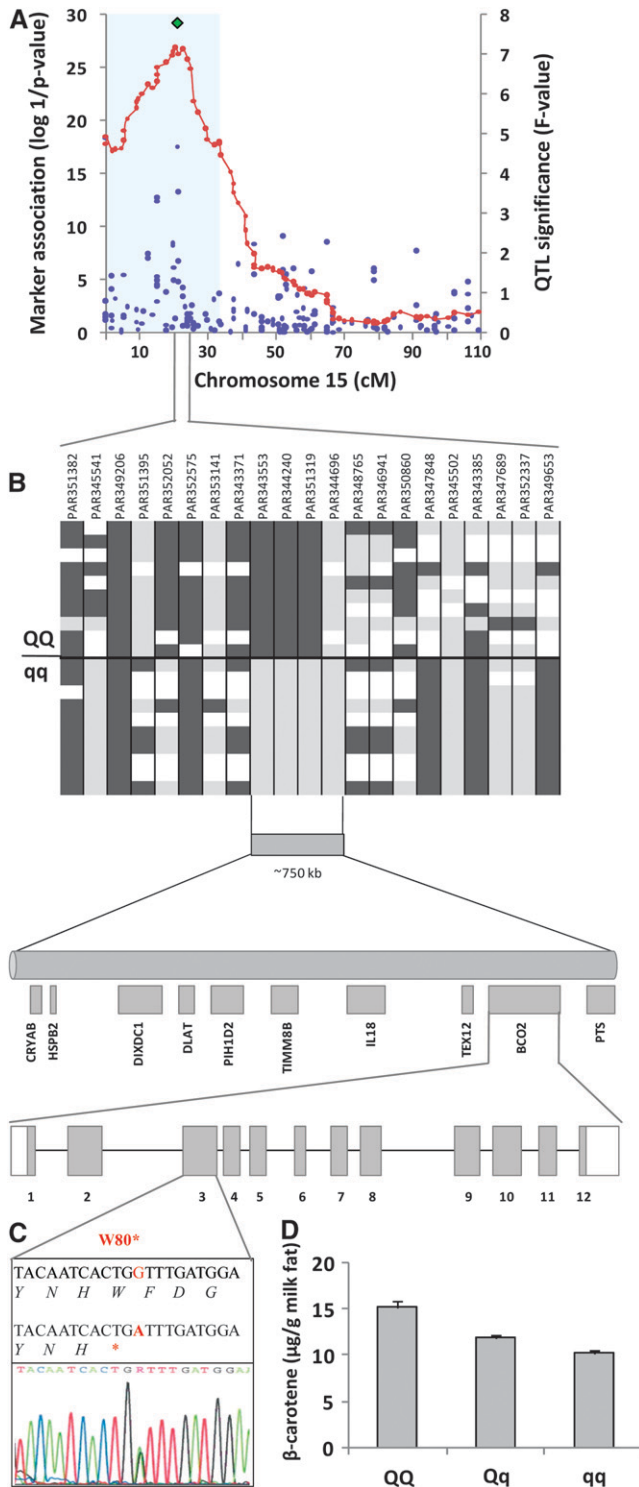 A
Marker association (log 1/p-value)
30
25
20
15
10
5
0
QTL significance (F-value)
8
7
6
5
4
3
2
1
0
10 30 50 70 90 110
Chromosome 15 (cM)
B
PAR351382
PAR345541
PAR349206
PAR351395
PAR352052
PAR352575
PAR353141
PAR343371
PAR343553
PAR344240
PAR351319
PAR344696
PAR348765
PAR346941
PAR350860
PAR347848
PAR345502
PAR343385
PAR347689
PAR352337
PAR349653
QQ
qq
~750 kb
CRYAB
HSPB2
DIXDC1
DLAT
PIH1D2
TIMM8B
IL18
TEX12
BCO2
PTS
1 2 3 4 5 6 7 8 9 10 11 12
C
W80*
TACAATCACTGGTTTGATGGA
Y N H W F D G
TACAATCACTGATTTGATGGA
Y N H *
TACAATCACTGRTTTGATGGA
D
β-carotene (µg/g milk fat)
20
15
10
5
0
QQ Qq qq